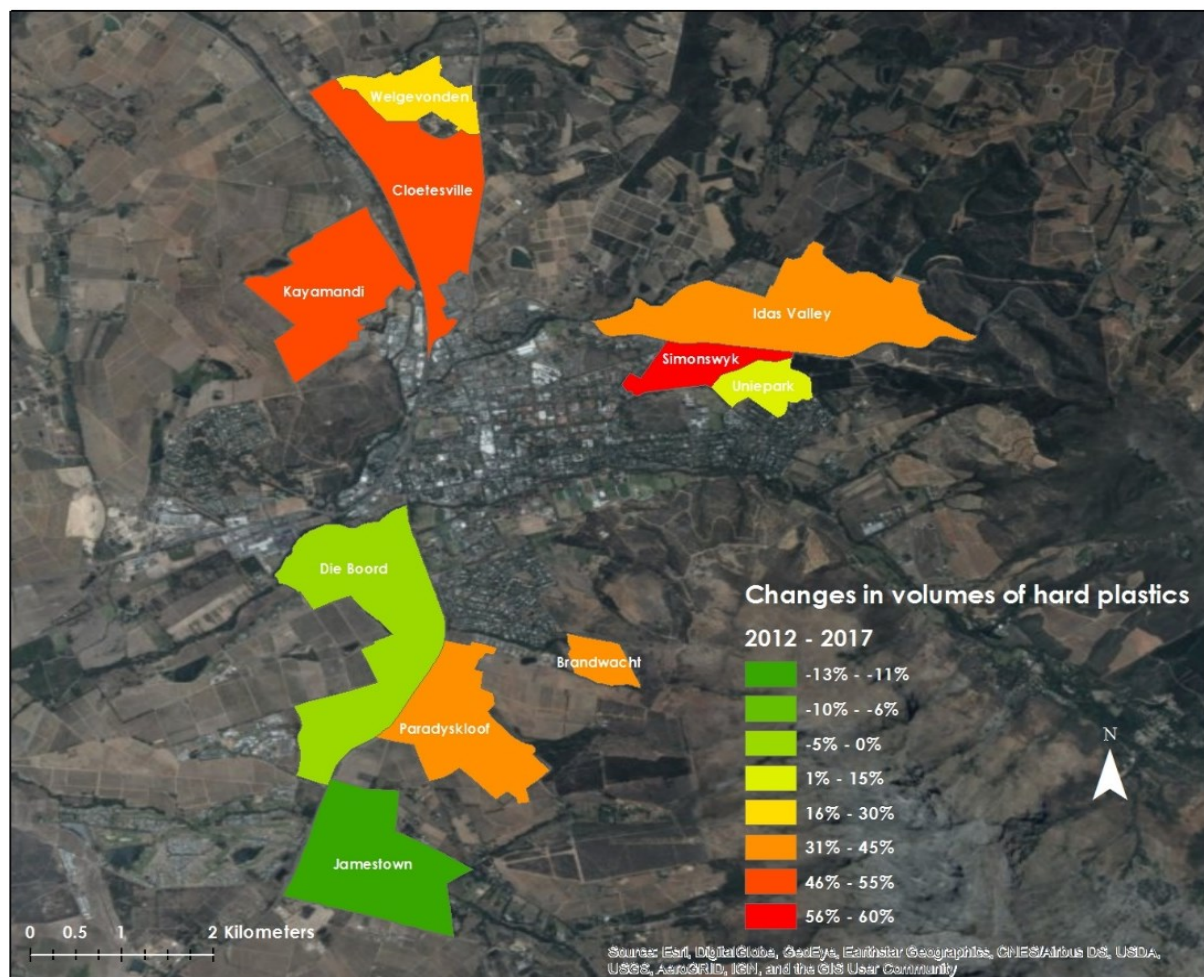 Welgevonden
Cloetesville
Kayamandi
Idas Valley
Simonswyk
Uniepark
Die Boord
Brandwacht
Paradyskloof
Jamestown
Changes in volumes of hard plastics
2012 - 2017
-13% - -11%
-10% - -6%
-5% - 0%
1% - 15%
16% - 30%
31% - 45%
46% - 55%
56% - 60%
N
0 0.5 1 2 Kilometers
Source: Esri, DigitalGlobe, GeoEye, Earthstar Geographics, CNES/Airbus DS, USDA,
USGS, AeroGRID, IGN, and the GIS User Community